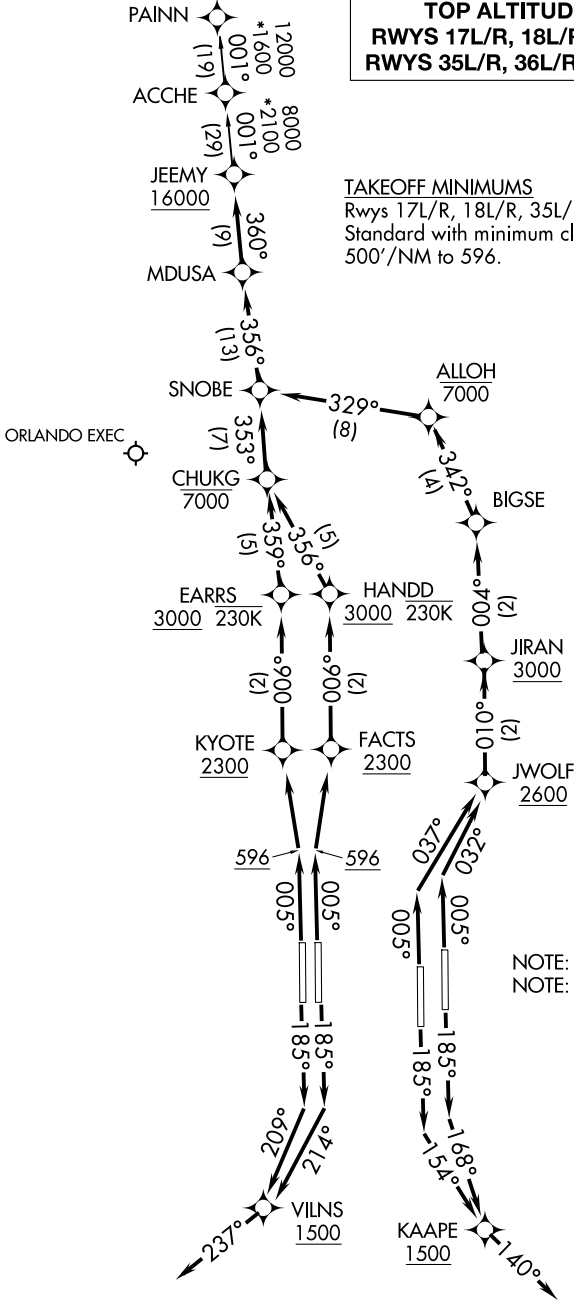 PAINN
TOP ALTITUD
RWYS 17L/R, 18L/R
RWYS 35L/R, 36L/R
12000
*1600
001°
(19)
ACCHE
8000
*2100
001°
(29)
JEEMY
16000
TAKEOFF MINIMUMS
Rwys 17L/R, 18L/R, 35L/
Standard with minimum cl
500'/NM to 596.
360°
(9)
MDUSA
356°
(13)
SNOBE
ALLOH
7000
329°
(8)
ORLANDO EXEC
353°
(7)
CHUKG
7000
342°
(4)
BIGSE
359°
(5)
356°
(5)
EARRS
3000 230K
HANDD
3000 230K
004°
(2)
JIRAN
3000
006°
(2)
006°
(2)
010°
(2)
KYOTE
2300
FACTS
2300
JWOLF
2600
596
596
037°
032°
005°
005°
005°
005°
NOTE:
NOTE:
185°
185°
185°
185°
209°
214°
154°
168°
VILNS
1500
KAAPE
1500
237°
140°